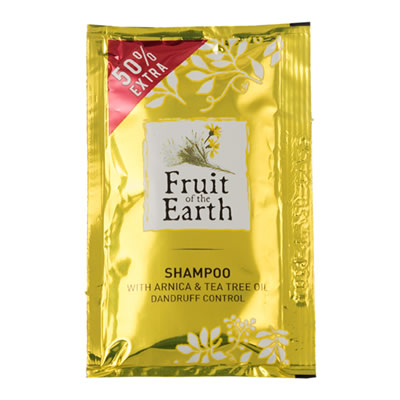 50%
EXTRA
Fruit
of the
Earth
SHAMPOO
WITH ARNICA & TEA TREE OIL
DANDRUFF CONTROL